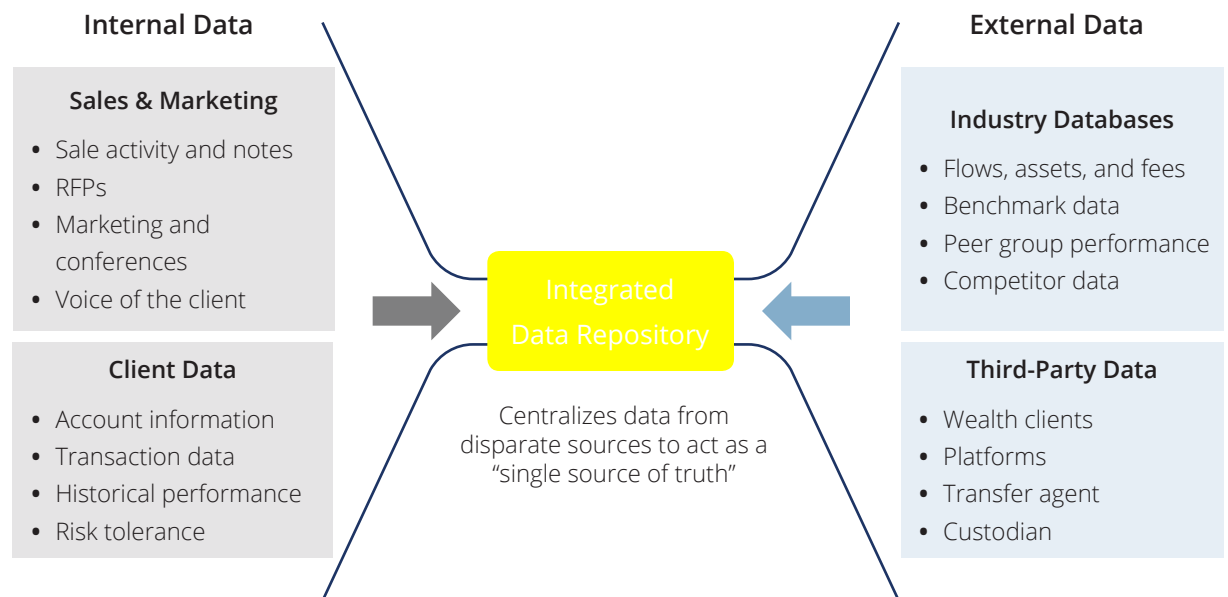 Internal Data
Sales & Marketing
• Sale activity and notes
• RFPs
• Marketing and
conferences
• Voice of the client
Client Data
• Account information
• Transaction data
• Historical performance
• Risk tolerance
Integrated
Data Repository
Centralizes data from
disparate sources to act as a
“single source of truth”
External Data
Industry Databases
• Flows, assets, and fees
• Benchmark data
• Peer group performance
• Competitor data
Third-Party Data
• Wealth clients
• Platforms
• Transfer agent
• Custodian